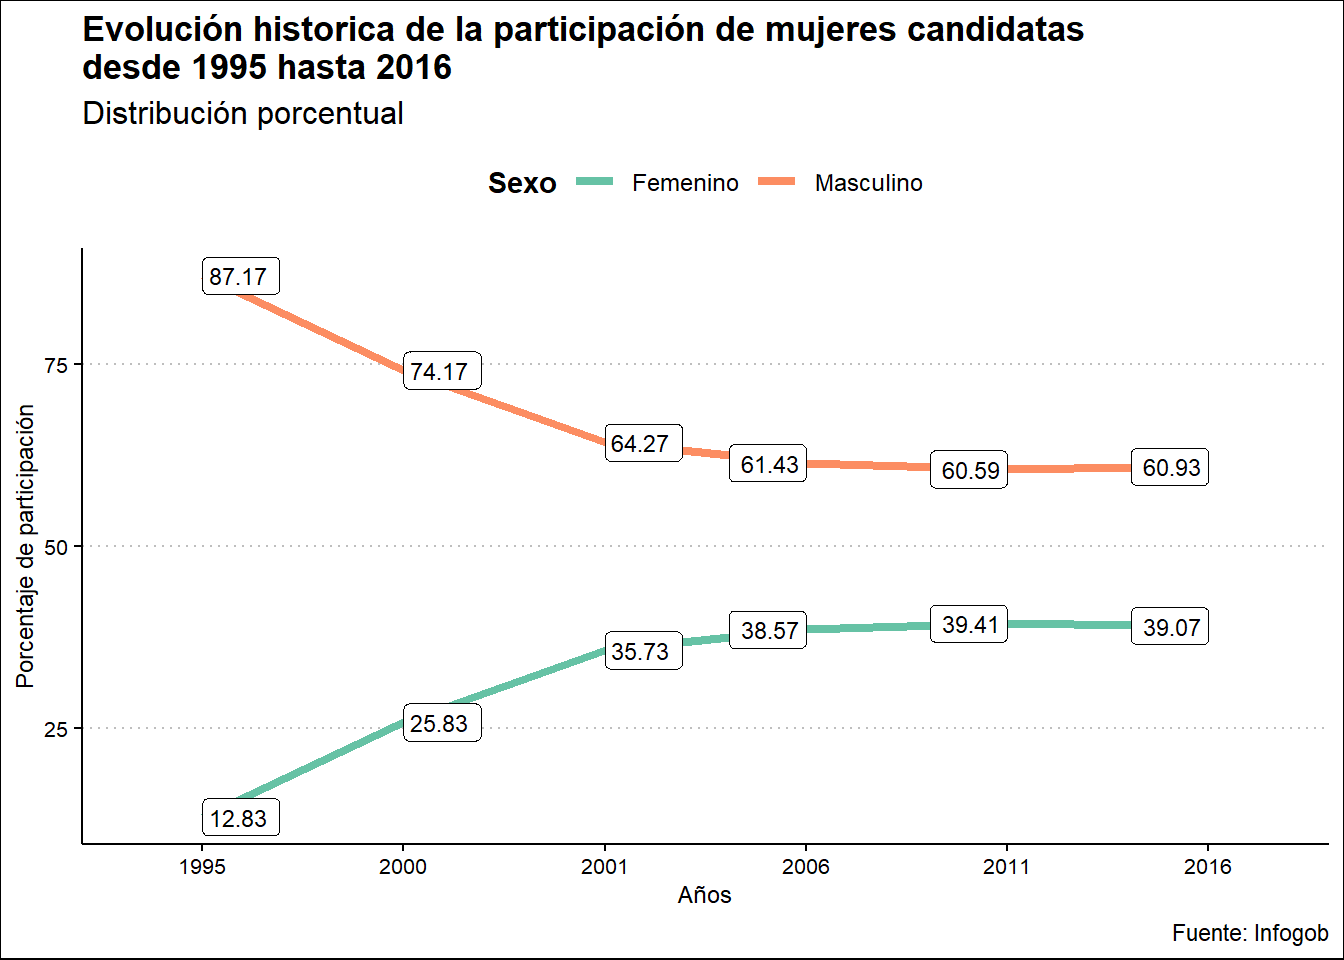 Evolución historica de la participación de mujeres candidatas
desde 1995 hasta 2016
Distribución porcentual
Sexo Femenino Masculino
87.17
74.17
64.27
61.43
60.59
60.93
12.83
25.83
35.73
38.57
39.41
39.07
Porcentaje de participación
75
50
25
1995 2000 2001 2006 2011 2016
Años
Fuente: Infogob